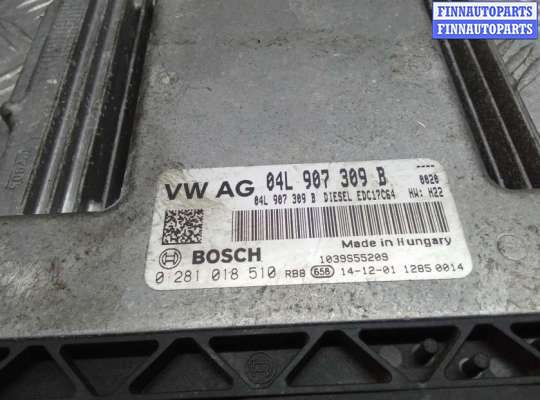 FINNAUTOPARTS
FINNAUTOPARTS
VW AG 04L 907 309 B
04L 907 309 B DIESEL EDC17C64 HW: H22
0020
Made in Hungary
BOSCH
1039S55209
0 281 018 510 RBB 658 14-12-01 1285 0014